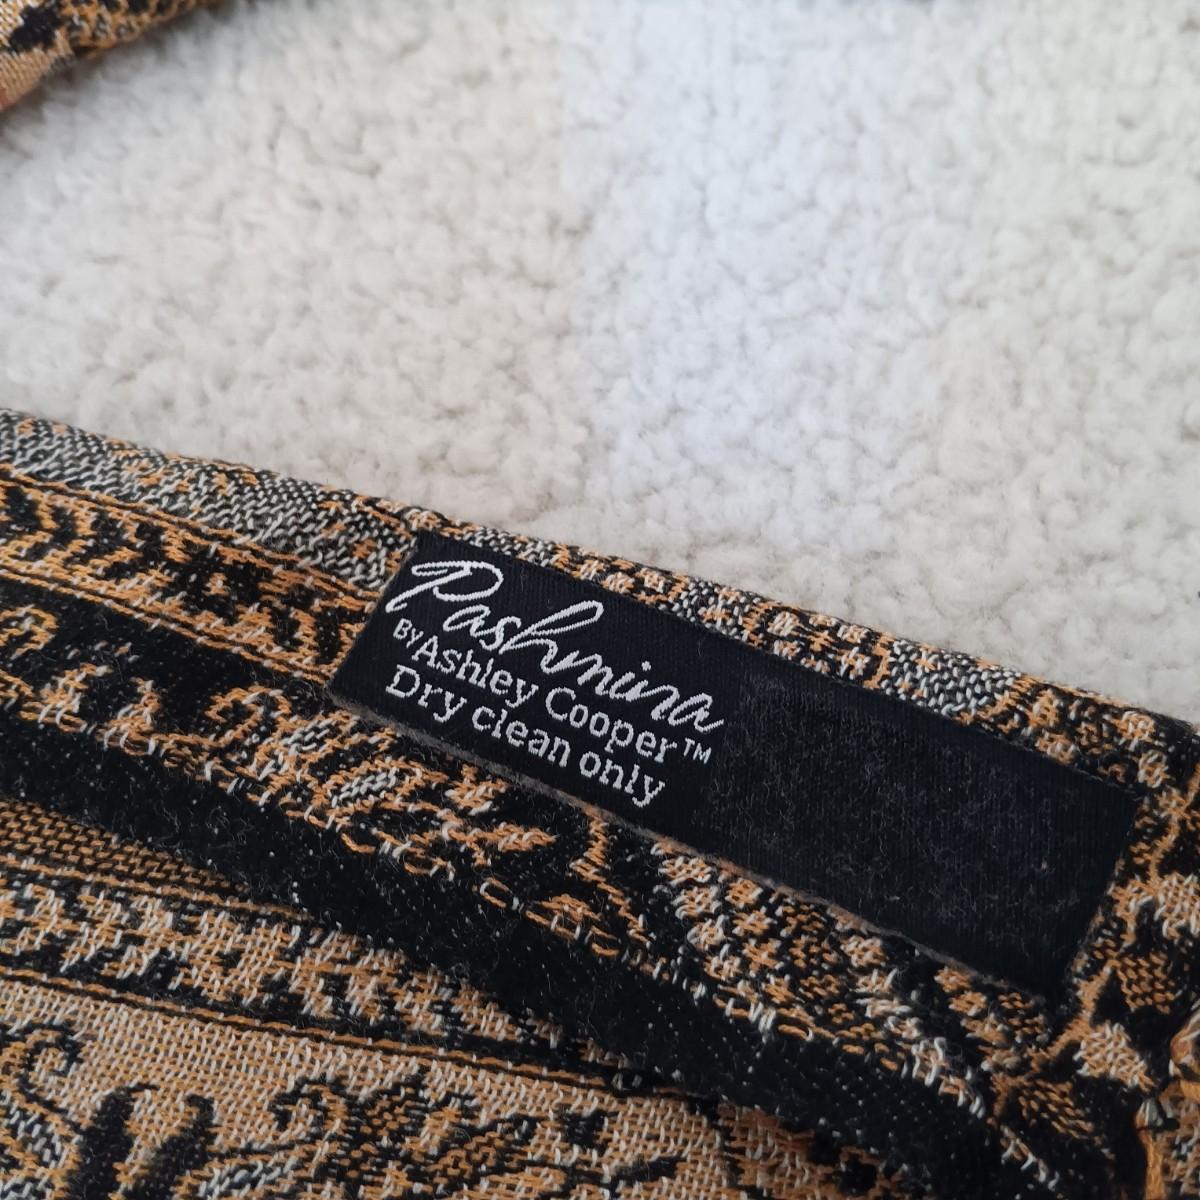 Pashmina
BY Ashley Cooper™
Dry clean only